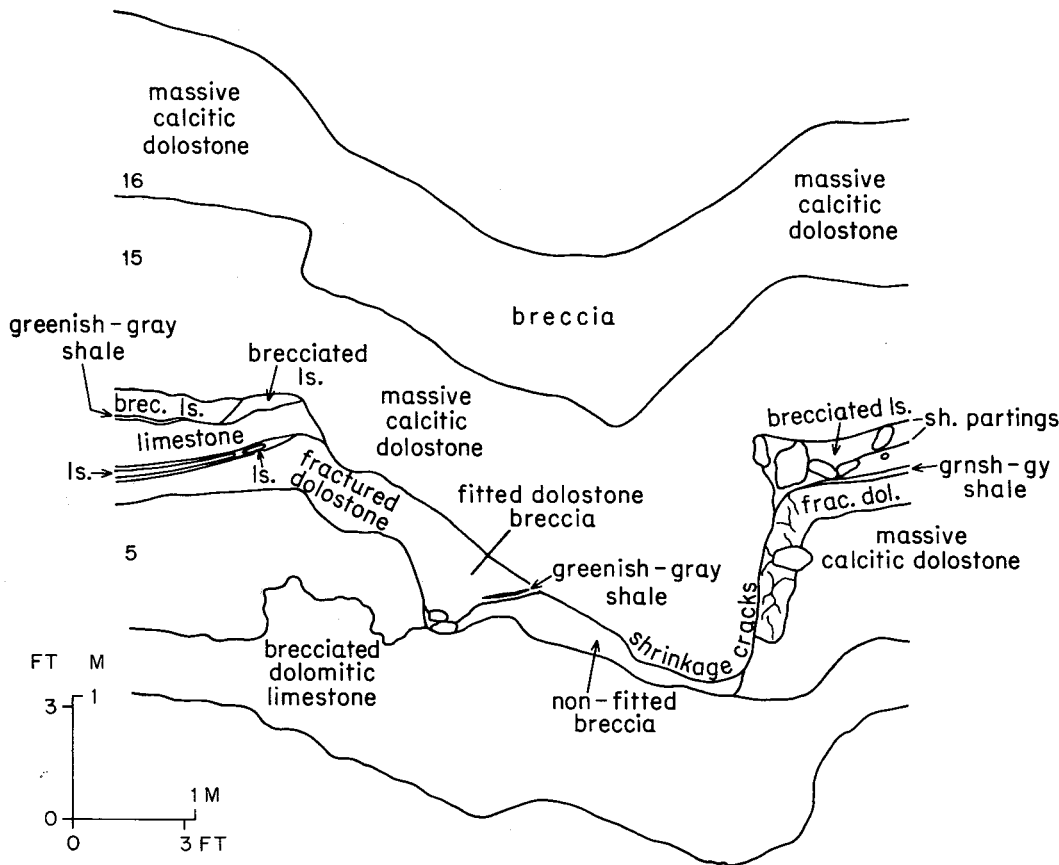 massive
calcitic
dolostone
16
massive
calcitic
dolostone
15
breccia
greenish-gray
shale
brecciated
ls.
brec. ls.
massive
calcitic
dolostone
limestone
ls.
ls.
fractured
dolostone
fitted dolostone
breccia
brecciated ls.
sh. partings
grnsh-gy
shale
frac. dol.
massive
calcitic dolostone
5
greenish-gray
shale
shrinkage cracks
brecciated
dolomitic
limestone
non-fitted
breccia
FT M
3 1
0
1 M
0 3 FT